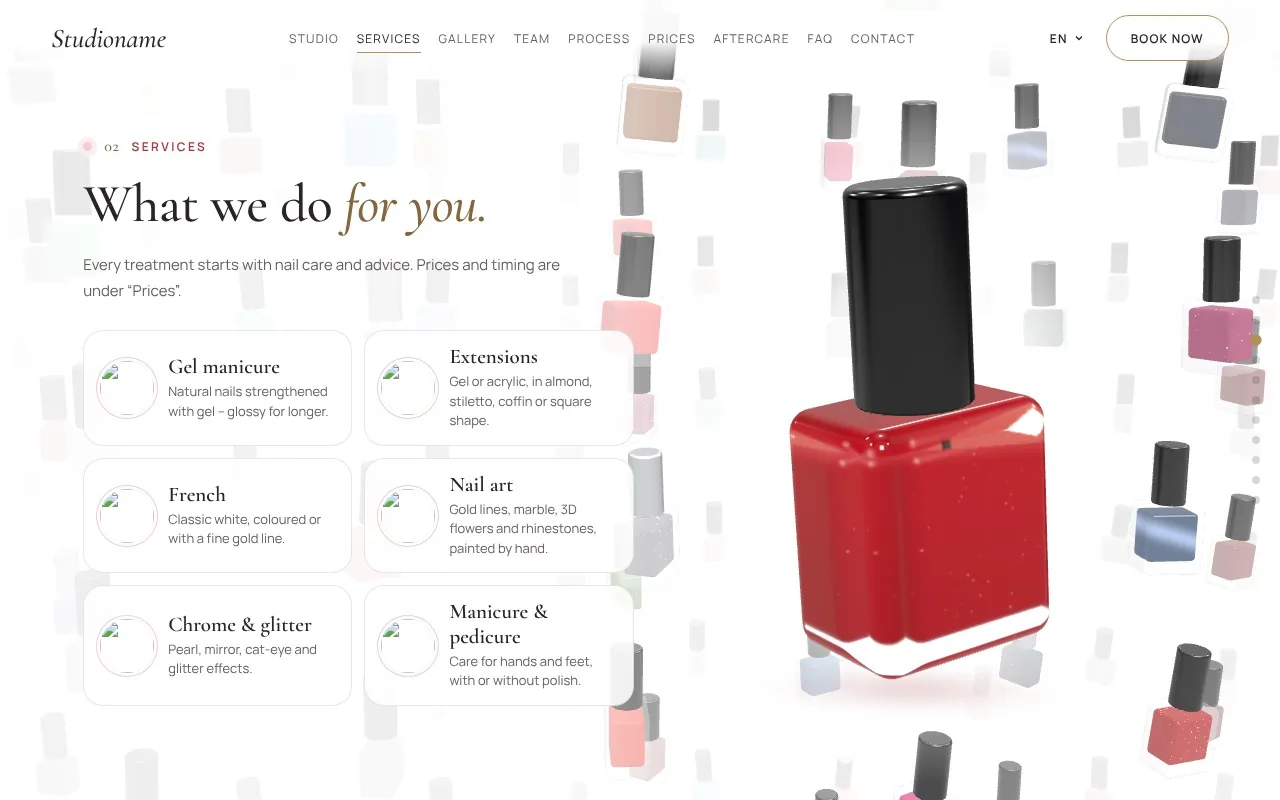 Studioname
STUDIO SERVICES GALLERY TEAM PROCESS PRICES AFTERCARE FAQ CONTACT
EN
BOOK NOW
02 SERVICES
What we do for you.
Every treatment starts with nail care and advice. Prices and timing are
under “Prices”.
Gel manicure
Natural nails strengthened
with gel – glossy for longer.
Extensions
Gel or acrylic, in almond,
stiletto, coffin or square
shape.
French
Classic white, coloured or
with a fine gold line.
Nail art
Gold lines, marble, 3D
flowers and rhinestones,
painted by hand.
Chrome & glitter
Pearl, mirror, cat-eye and
glitter effects.
Manicure &
pedicure
Care for hands and feet,
with or without polish.